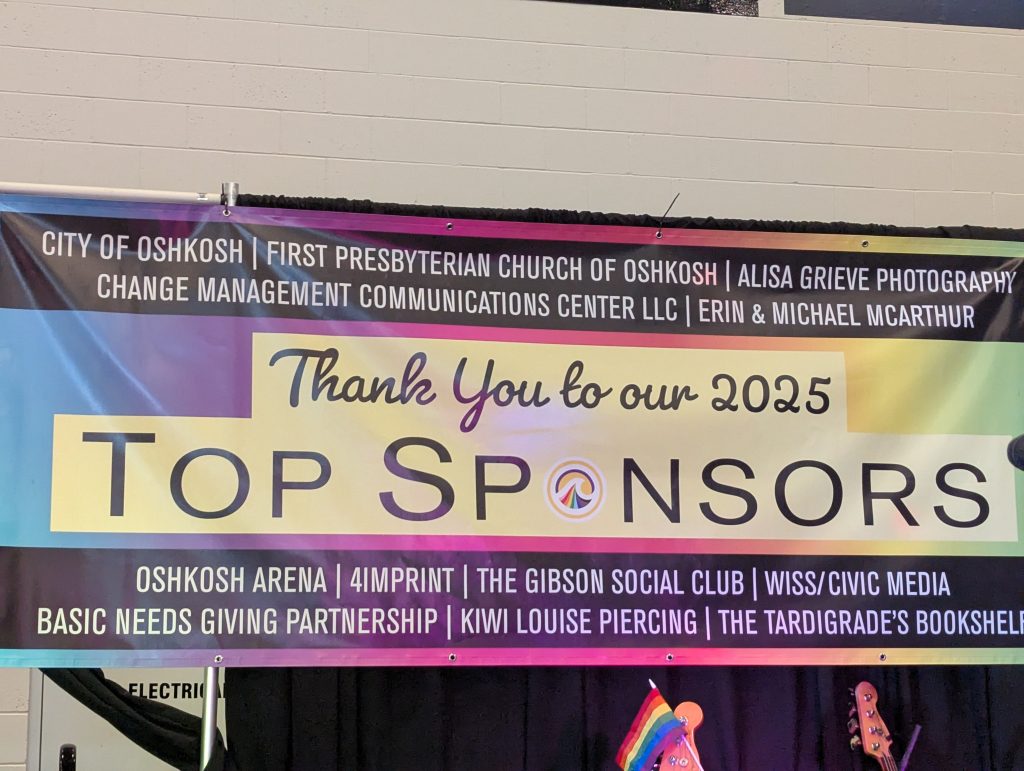 CITY OF OSHKOSH | FIRST PRESBYTERIAN CHURCH OF OSHKOSH | ALISA GRIEVE PHOTOGRAPHY
CHANGE MANAGEMENT COMMUNICATIONS CENTER LLC | ERIN & MICHAEL MCARTHUR
Thank You to our 2025
TOP SPONSORS
OSHKOSH ARENA | 4IMPRINT | THE GIBSON SOCIAL CLUB | WISS/CIVIC MEDIA
BASIC NEEDS GIVING PARTNERSHIP | KIWI LOUISE PIERCING | THE TARDIGRADE'S BOOKSHELF
ELECTRICAL